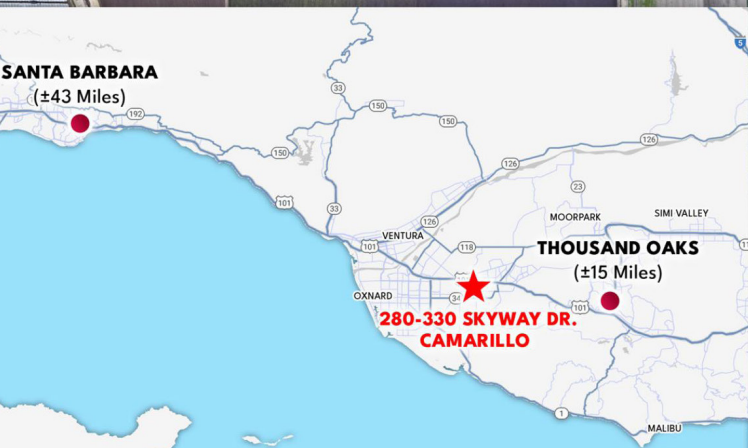 5
SANTA BARBARA
(±43 Miles)
33
150
192
150
126
150
126
23
101
33
MOORPARK
SIMI VALLEY
126
VENTURA
101
118
THOUSAND OAKS
(±15 Miles)
OXNARD
101
280-330 SKYWAY DR.
CAMARILLO
1
MALIBU